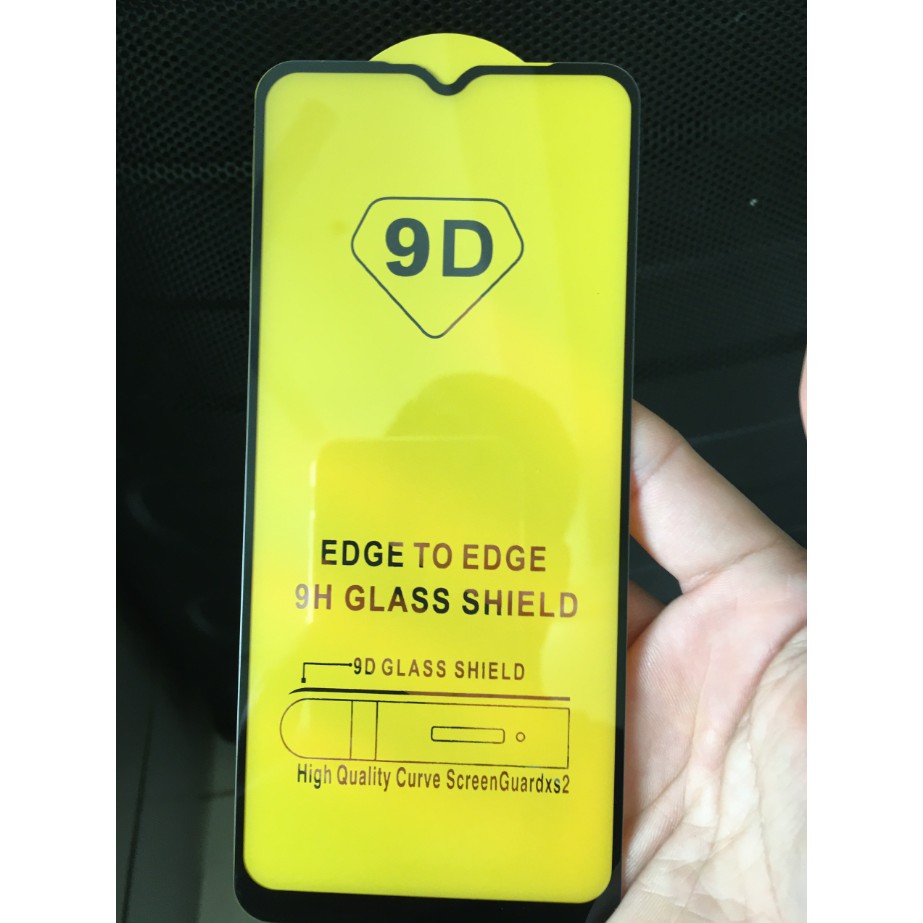 9D
EDGE TO EDGE
9H GLASS SHIELD
9D GLASS SHIELD
High Quality Curve ScreenGuardxs2